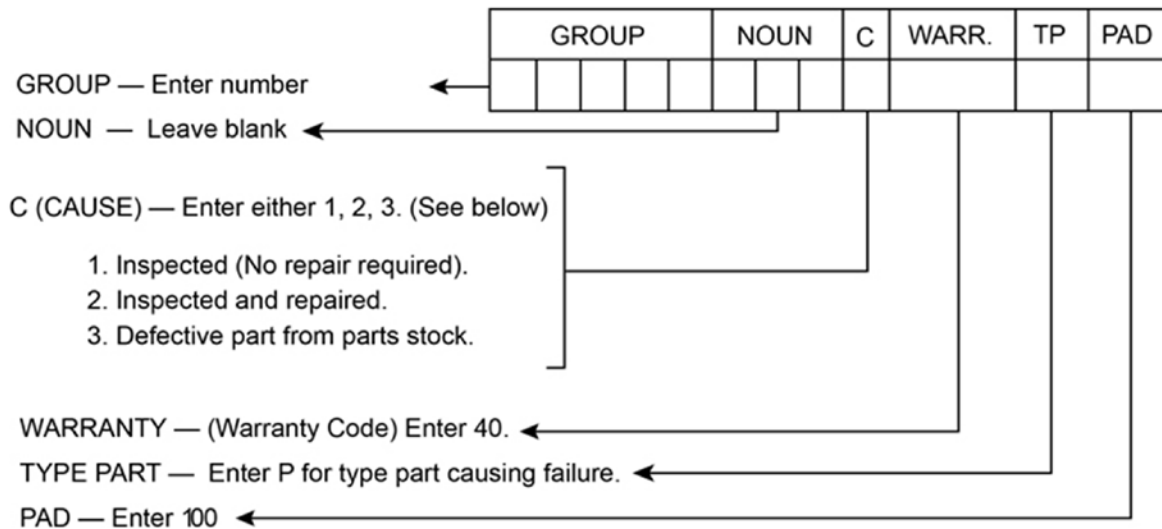 GROUP NOUN C WARR. TP PAD
GROUP — Enter number
NOUN — Leave blank
C (CAUSE) — Enter either 1, 2, 3. (See below)
1. Inspected (No repair required).
2. Inspected and repaired.
3. Defective part from parts stock.
WARRANTY — (Warranty Code) Enter 40.
TYPE PART — Enter P for type part causing failure.
PAD — Enter 100